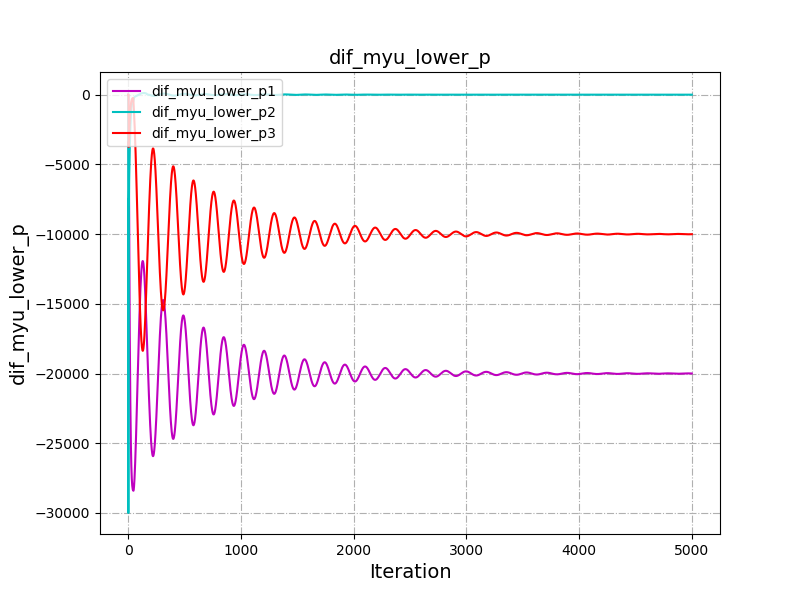 dif_myu_lower_p
dif_myu_lower_p1
dif_myu_lower_p2
dif_myu_lower_p3
dif_myu_lower_p
0
−5000
−10000
−15000
−20000
−25000
−30000
0 1000 2000 3000 4000 5000
Iteration